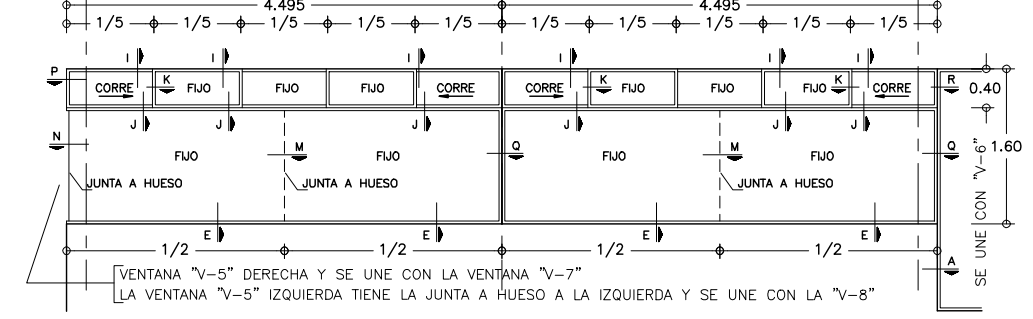 4.495 4.495
1/5 1/5 1/5 1/5 1/5 1/5 1/5 1/5 1/5 1/5
I I I I I I
P CORRE K FIJO FIJO FIJO CORRE CORRE K FIJO FIJO FIJO K CORRE R 0.40
J J J J J J
N FIJO M FIJO Q FIJO M FIJO Q 1.60
JUNTA A HUESO JUNTA A HUESO JUNTA A HUESO
E E E E
1/2 1/2 1/2 1/2
A
SE UNE CON "V-6"
VENTANA "V-5" DERECHA Y SE UNE CON LA VENTANA "V-7"
LA VENTANA "V-5" IZQUIERDA TIENE LA JUNTA A HUESO A LA IZQUIERDA Y SE UNE CON LA "V-8"